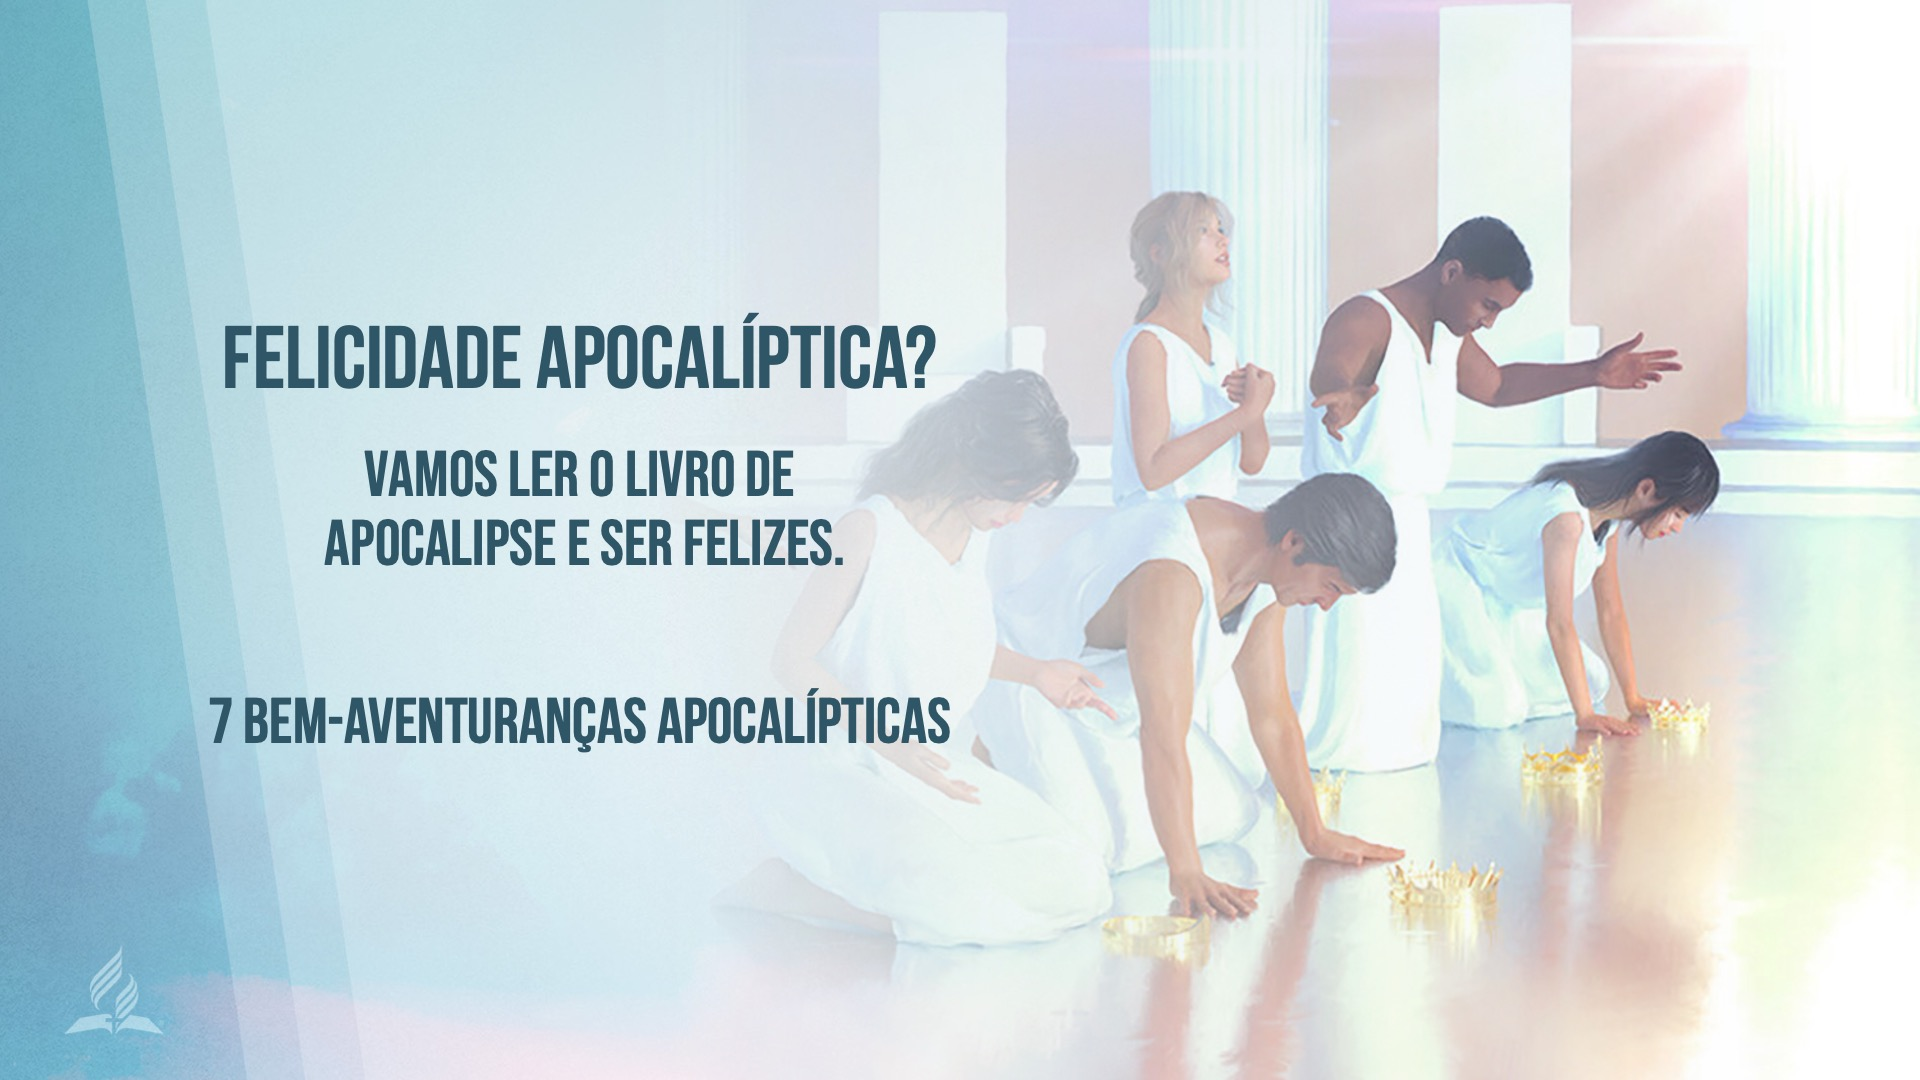 FELICIDADE APOCALÍPTICA?
VAMOS LER O LIVRO DE
APOCALIPSE E SER FELIZES.
7 BEM-AVENTURANÇAS APOCALÍPTICAS